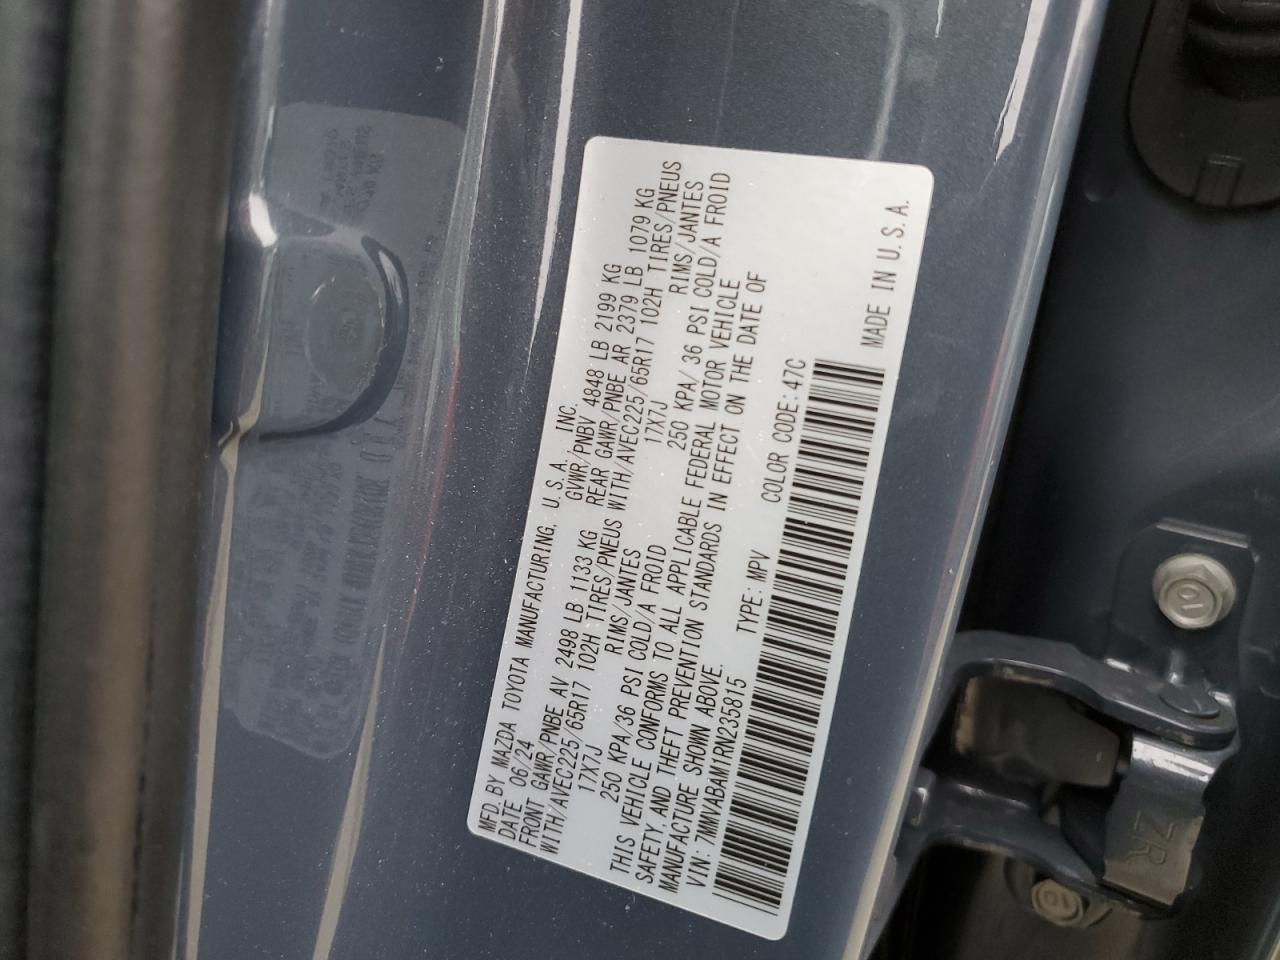 MFD. BY MAZDA TOYOTA MANUFACTURING, U.S.A. INC.
DATE 06/24 GVWR/PNBV 4848 LB 2199 KG
FRONT GAWR/PNBE AV 2498 LB 1133 KG REAR GAWR/PNBE AR 2379 LB 1079 KG
WITH/AVEC225/65R17 102H TIRES/PNEUS WITH/AVEC225/65R17 102H TIRES/PNEUS
17X7J RIMS/JANTES 17X7J RIMS/JANTES
250 KPA/36 PSI COLD/A FROID 250 KPA/ 36 PSI COLD/A FROID
THIS VEHICLE CONFORMS TO ALL APPLICABLE FEDERAL MOTOR VEHICLE
SAFETY, AND THEFT PREVENTION STANDARDS IN EFFECT ON THE DATE OF
MANUFACTURE SHOWN ABOVE.
VIN: 7MMVABAM1RN235815 TYPE: MPV COLOR CODE: 47C
MADE IN U.S.A.
10
ZR
10